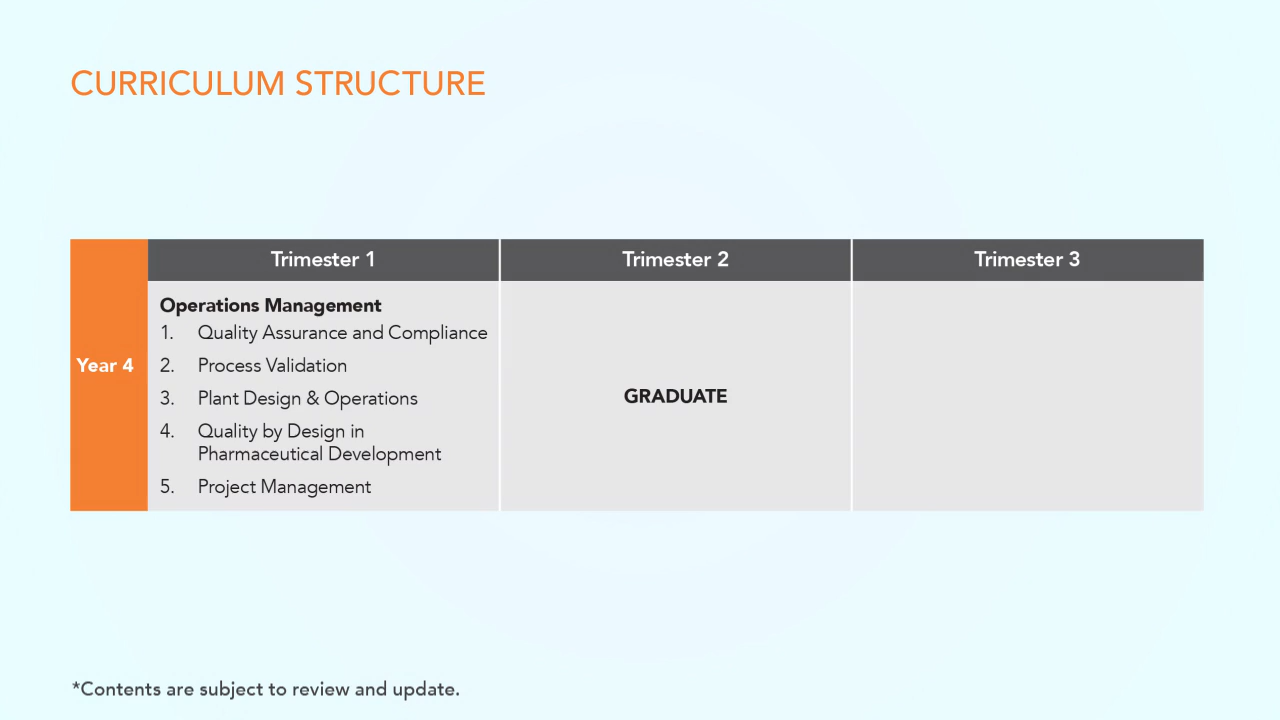 CURRICULUM STRUCTURE
Trimester 1
Trimester 2
Trimester 3
Year 4
Operations Management
1. Quality Assurance and Compliance
2. Process Validation
3. Plant Design & Operations
4. Quality by Design in
Pharmaceutical Development
5. Project Management
GRADUATE
*Contents are subject to review and update.